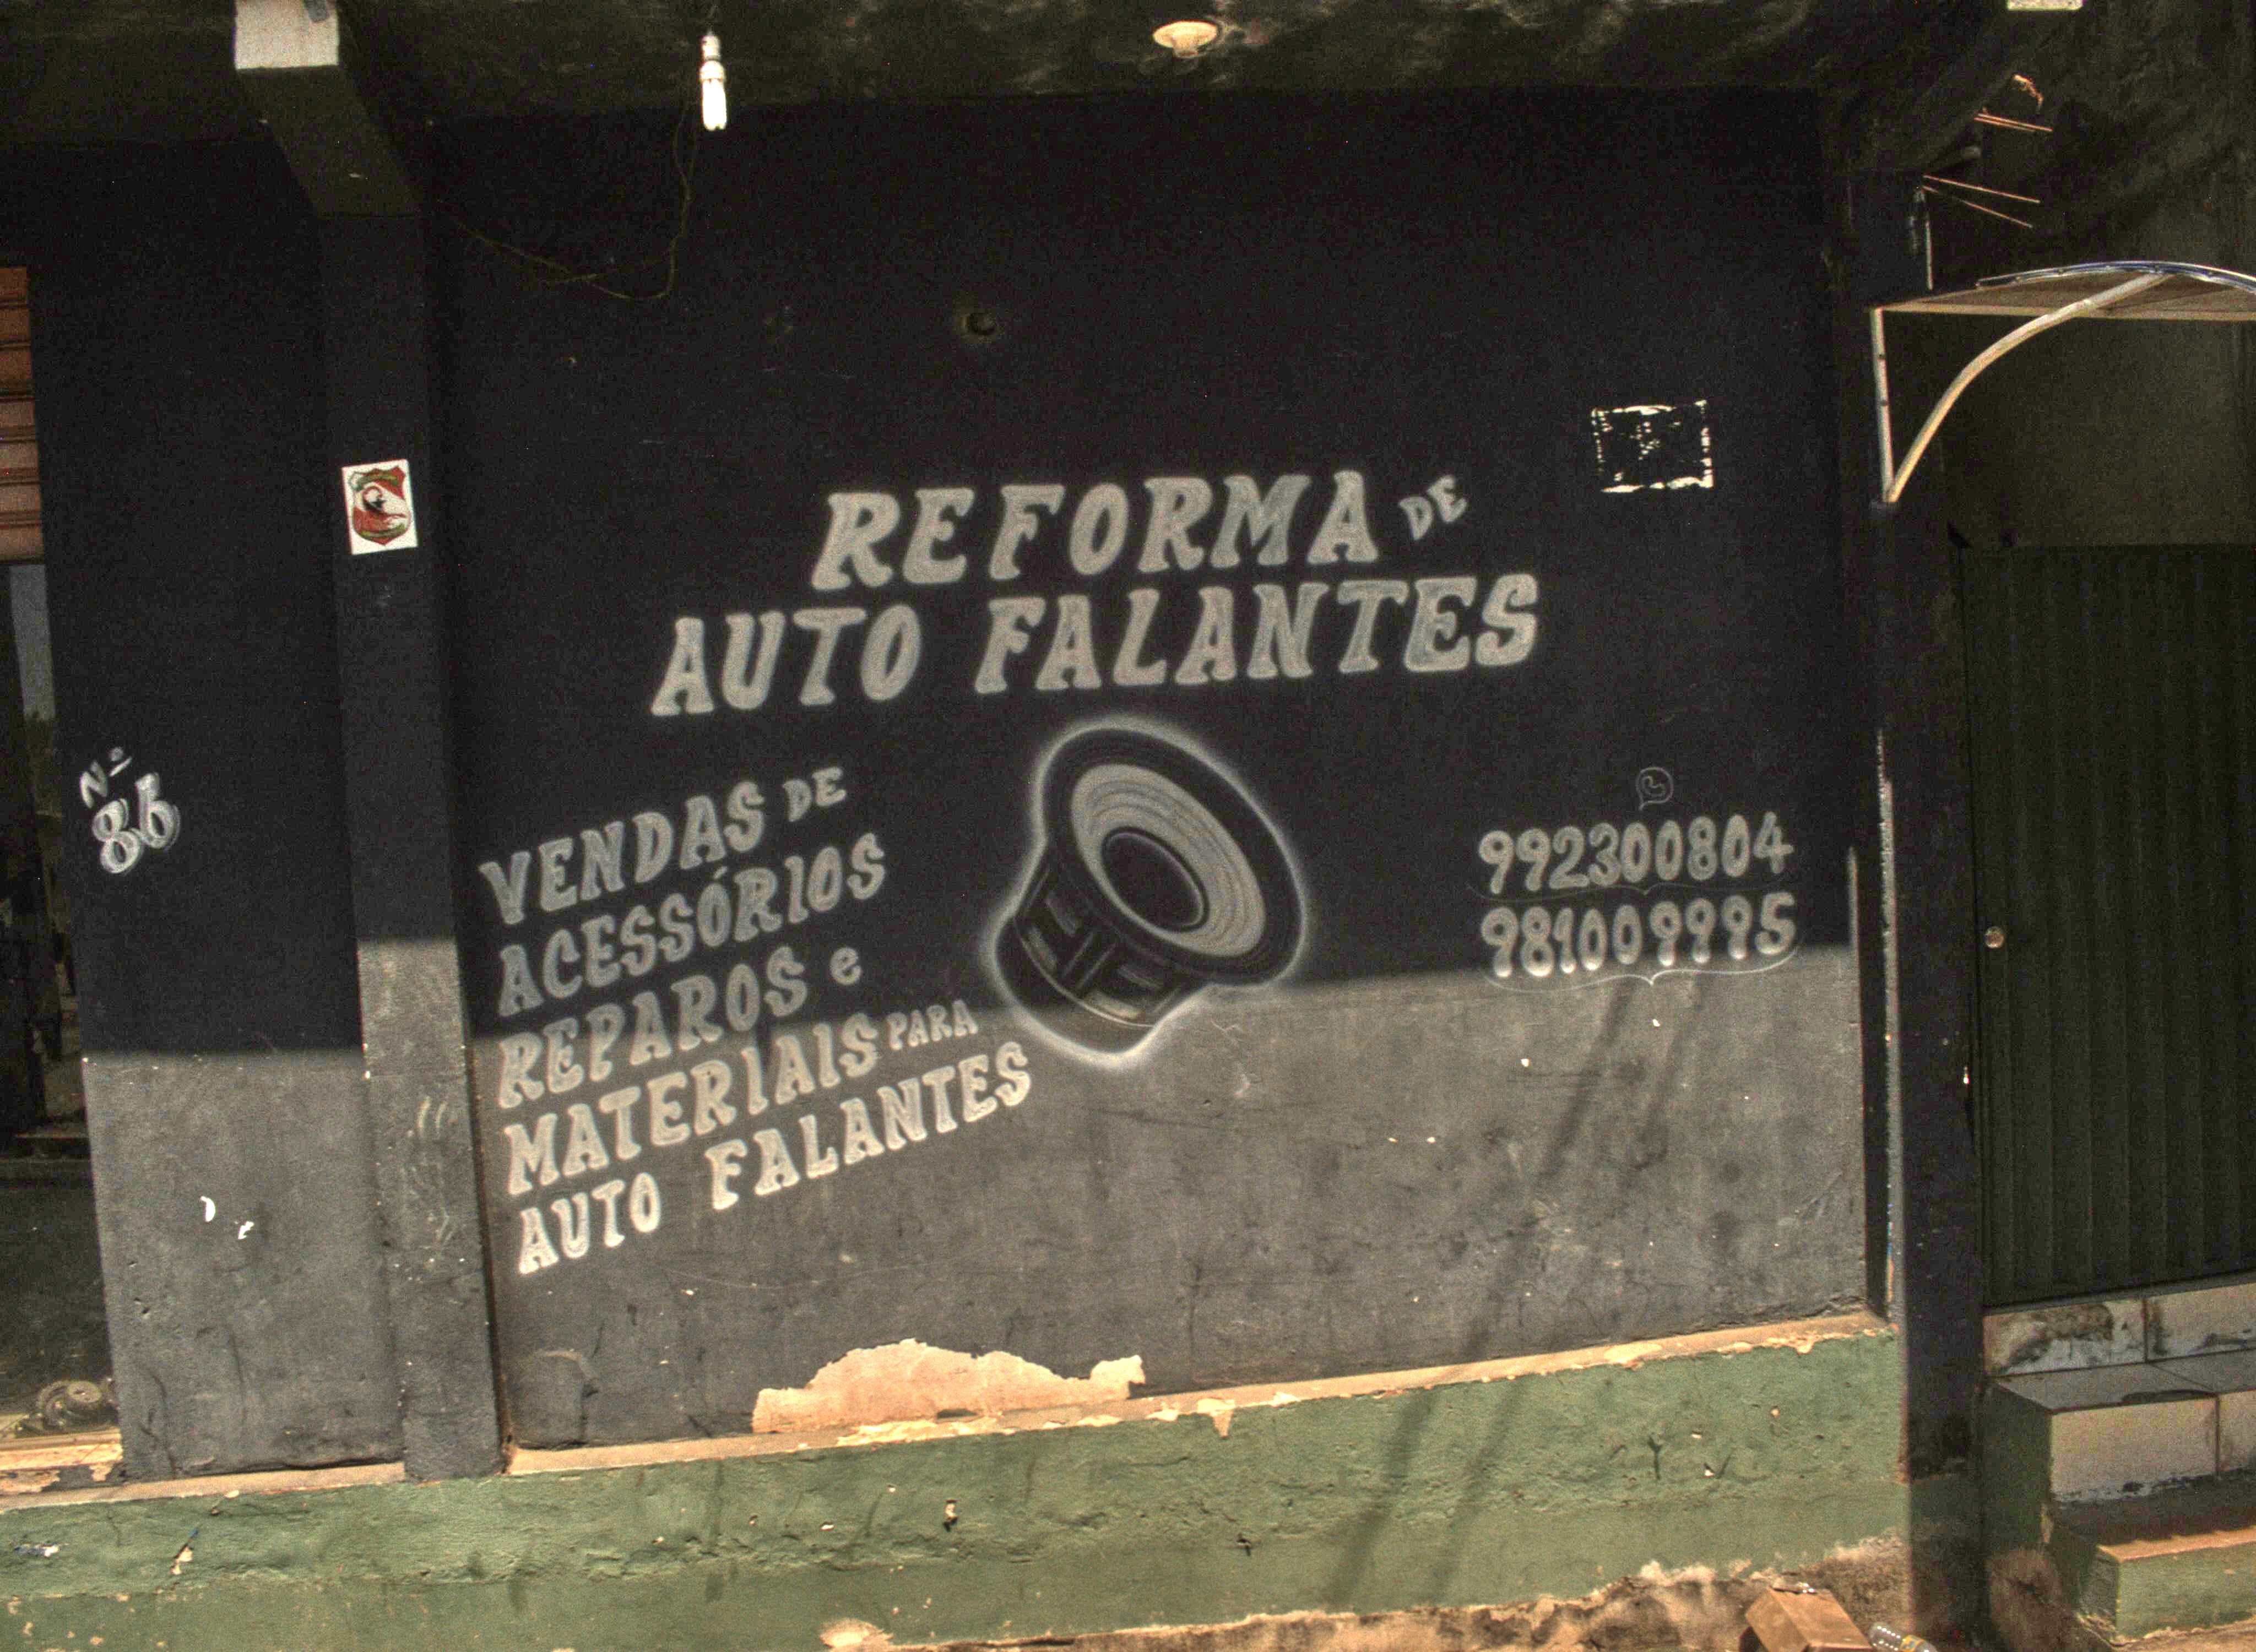 REFORMA DE
AUTO FALANTES
Nº
86
VENDAS DE
ACESSÓRIOS
REPAROS e
MATERIAIS PARA
AUTO FALANTES
992300804
981009995